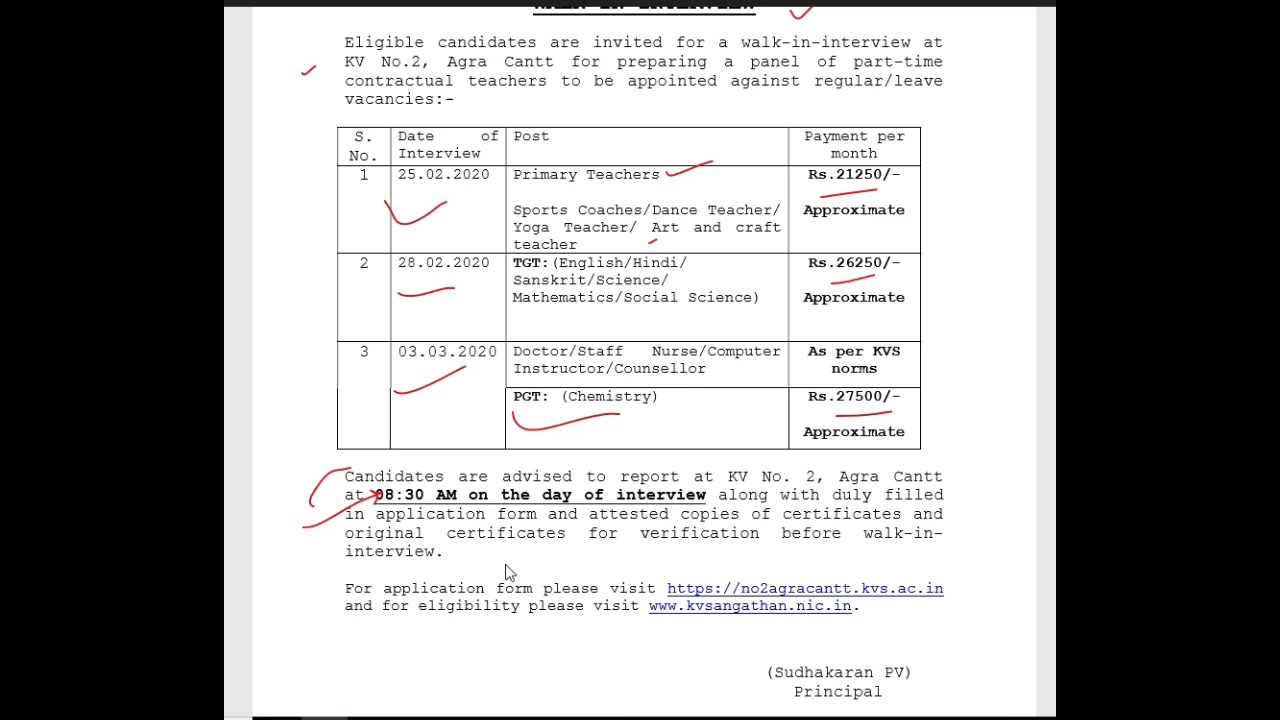 Eligible candidates are invited for a walk-in-interview at
KV No.2, Agra Cantt for preparing a panel of part-time
contractual teachers to be appointed against regular/leave
vacancies:-
S. No. Date of Interview Post Payment per month
1 25.02.2020 Primary Teachers Rs.21250/-
Sports Coaches/Dance Teacher/ Approximate
Yoga Teacher/ Art and craft
teacher
2 28.02.2020 TGT:(English/Hindi/ Rs.26250/-
Sanskrit/Science/
Mathematics/Social Science) Approximate
3 03.03.2020 Doctor/Staff Nurse/Computer As per KVS
Instructor/Counsellor norms
PGT: (Chemistry) Rs.27500/-
Approximate
Candidates are advised to report at KV No. 2, Agra Cantt
at 08:30 AM on the day of interview along with duly filled
in application form and attested copies of certificates and
original certificates for verification before walk-in-
interview.
For application form please visit https://no2agracantt.kvs.ac.in
and for eligibility please visit www.kvsangathan.nic.in.
(Sudhakaran PV)
Principal